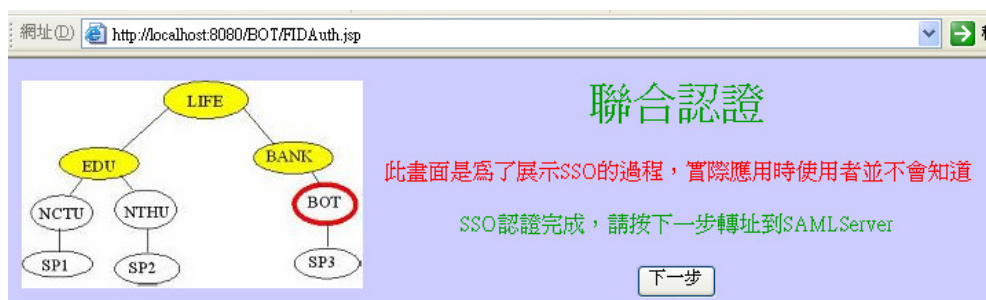 網址(D) http://localhost:8080/BOT/FIDAuth.jsp
LIFE
EDU
BANK
NCTU
NTHU
BOT
SP1
SP2
SP3
聯合認證
此畫面是為了展示SSO的過程，實際應用時使用者並不會知道
SSO認證完成，請按下一步轉址到SAMLServer
下一步